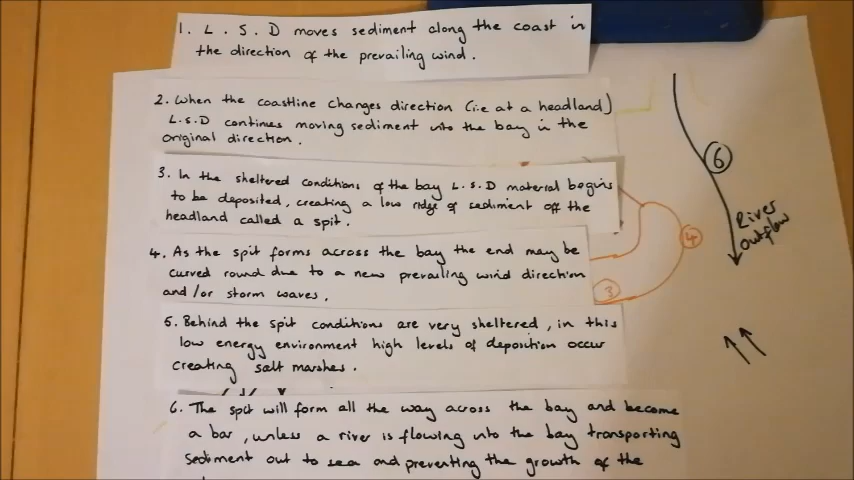 1. L.S.D moves sediment along the coast in
the direction of the prevailing wind.
2. When the coastline changes direction (i.e at a headland)
L.S.D continues moving sediment into the bay in the
original direction.
3. In the sheltered conditions of the bay L.S.D material begins
to be deposited, creating a low ridge of sediment off the
headland called a spit.
4. As the spit forms across the bay the end may be
curved round due to a new prevailing wind direction
and/or storm waves.
5. Behind the spit conditions are very sheltered, in this
low energy environment high levels of deposition occur
creating salt marshes.
6. The spit will form all the way across the bay and become
a bar, unless a river is flowing into the bay transporting
sediment out to sea and preventing the growth of the
6
River
outflow
4
3